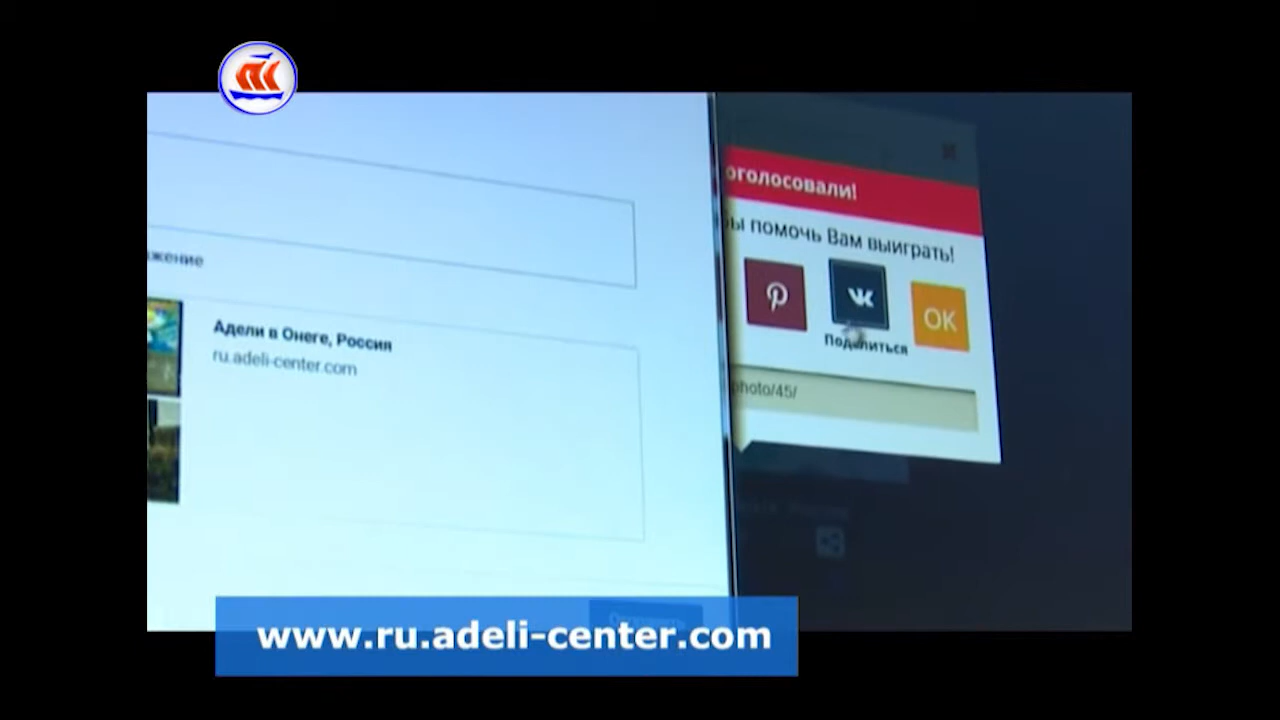 оголосовали!
ы помочь Вам выиграть!
жение
OK
Адели в Онеге, Россия
ru.adeli-center.com
Поделиться
photo/45/
www.ru.adeli-center.com